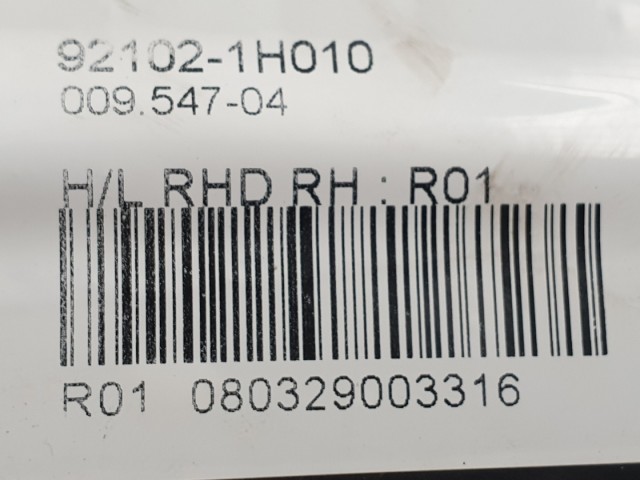 92102-1H010
009.547-04
H/L RHD RH : R01
R01 080329003316